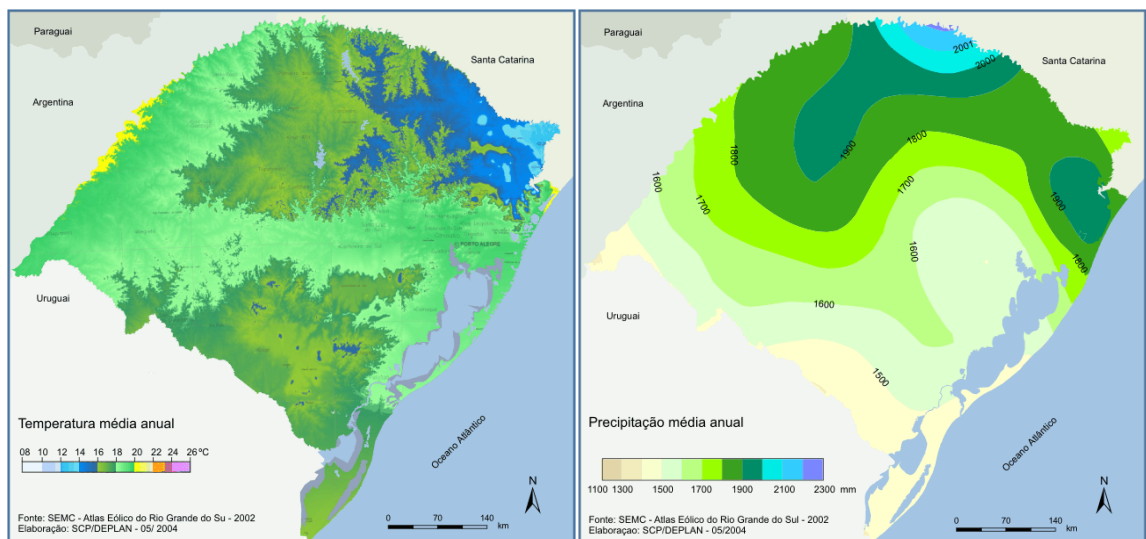 Paraguai
Santa Catarina
Argentina
PORTO ALEGRE
Uruguai
Temperatura média anual
08 10 12 14 16 18 20 22 24 26°C
Oceano Atlântico
N
Fonte: SEMC - Atlas Eólico do Rio Grande do Su - 2002
Elaboração: SCP/DEPLAN - 05/ 2004
0 70 140
km
Paraguai
Santa Catarina
Argentina
2001
2000
1900
1800
1800
1700
1600
1700
1900
1800
1600
1600
1500
Uruguai
Precipitação média anual
1100 1300 1500 1700 1900 2100 2300 mm
Oceano Atlântico
N
Fonte: SEMC - Atlas Eólico do Rio Grande do Sul - 2002
Elaboração: SCP/DEPLAN - 05/2004
0 70 140
km